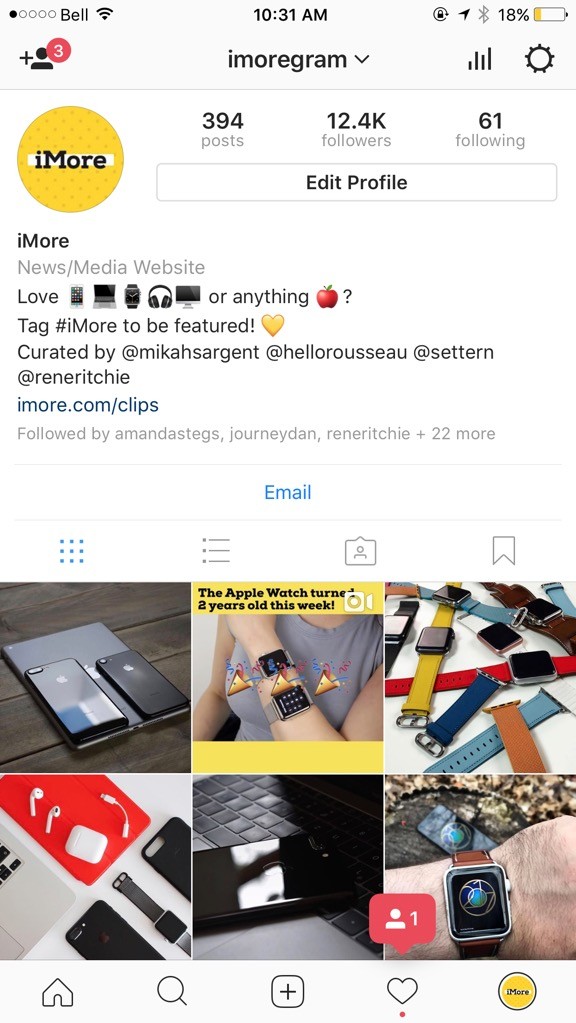 Bell 10:31 AM 18%
3
imoregram
394 12.4K 61
posts followers following
iMore
Edit Profile
iMore
News/Media Website
Love 📱💻⌚🎧🖥 or anything 🍎?
Tag #iMore to be featured! 💛
Curated by @mikahsargent @hellorousseau @settern
@reneritchie
imore.com/clips
Followed by amandastegs, journeydan, reneritchie + 22 more
Email
The Apple Watch turned
2 years old this week!
1
iMore